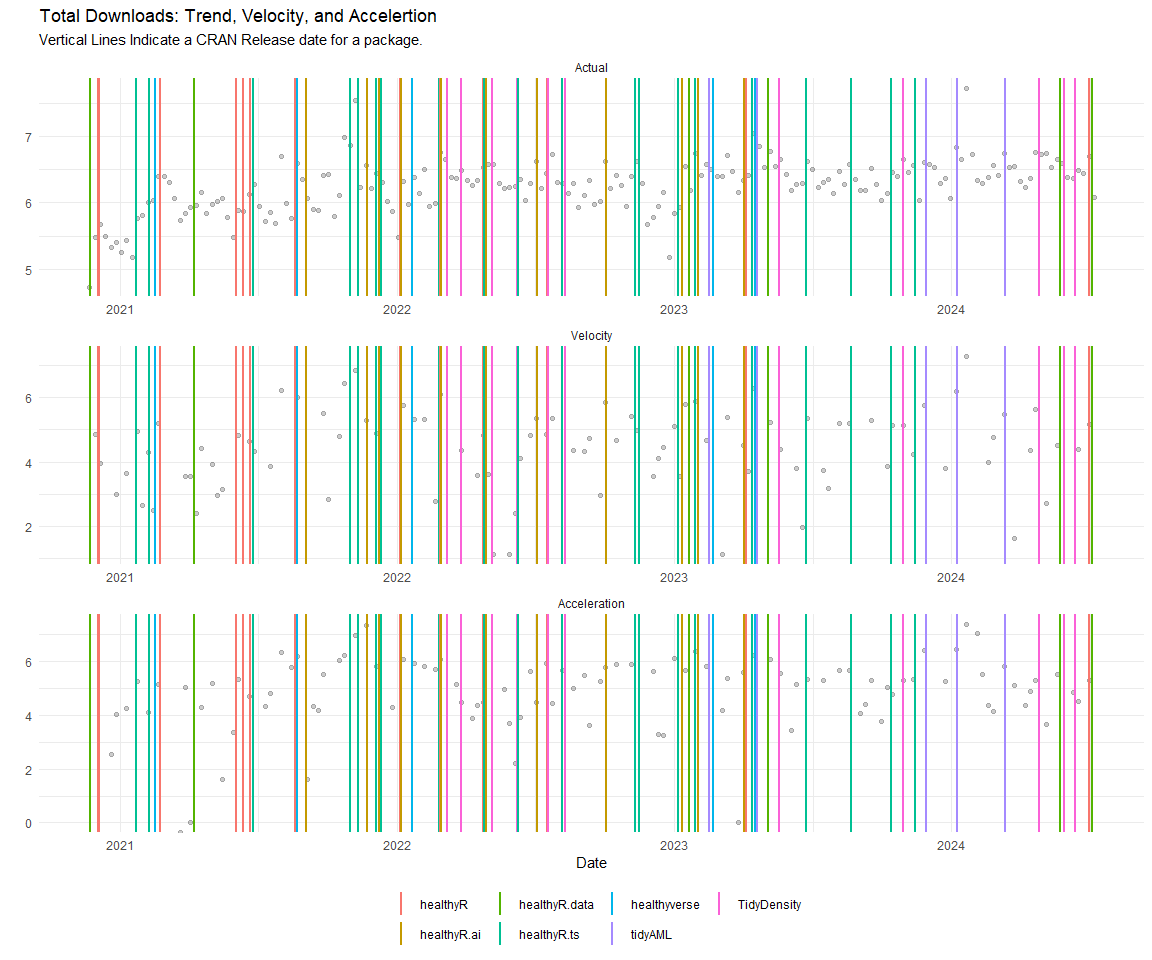 Total Downloads: Trend, Velocity, and Accelertion
Vertical Lines Indicate a CRAN Release date for a package.
Actual
7
6
5
2021 2022 2023 2024
Velocity
6
4
2
2021 2022 2023 2024
Acceleration
6
4
2
0
2021 2022 2023 2024
Date
healthyR healthyR.data healthyverse TidyDensity
healthyR.ai healthyR.ts tidyAML